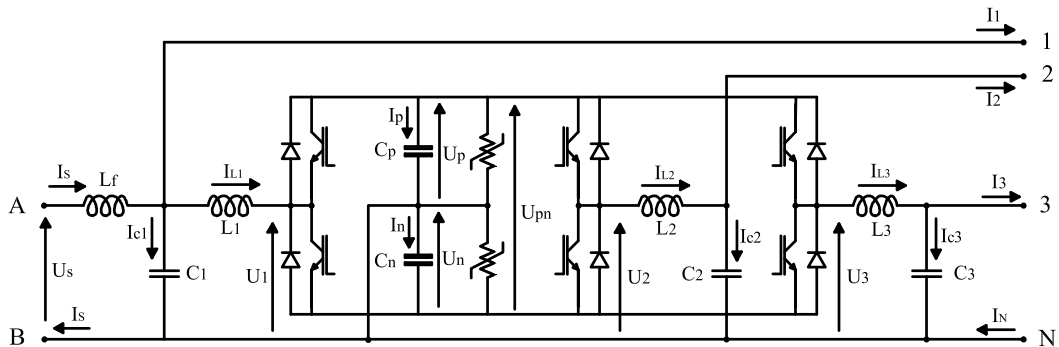 I1
1
2
I2
Ip
Cp
Up
Is
Lf
IL1
IL2
IL3
I3
A
3
L1
Upn
L2
L3
Ic1
In
Ic2
Ic3
Us
C1
U1
Cn
Un
U2
C2
U3
C3
Is
IN
B
N